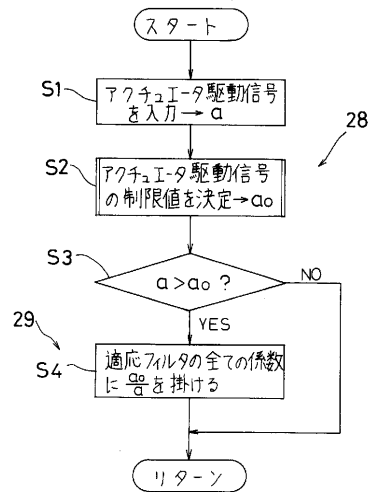 スタート
S1
アクチュエータ駆動信号
を入力→a
28
S2
アクチュエータ駆動信号
の制限値を決定→a₀
S3
a>a₀?
NO
YES
29
S4
適応フィルタの全ての係数
に a₀/a を掛ける
リターン